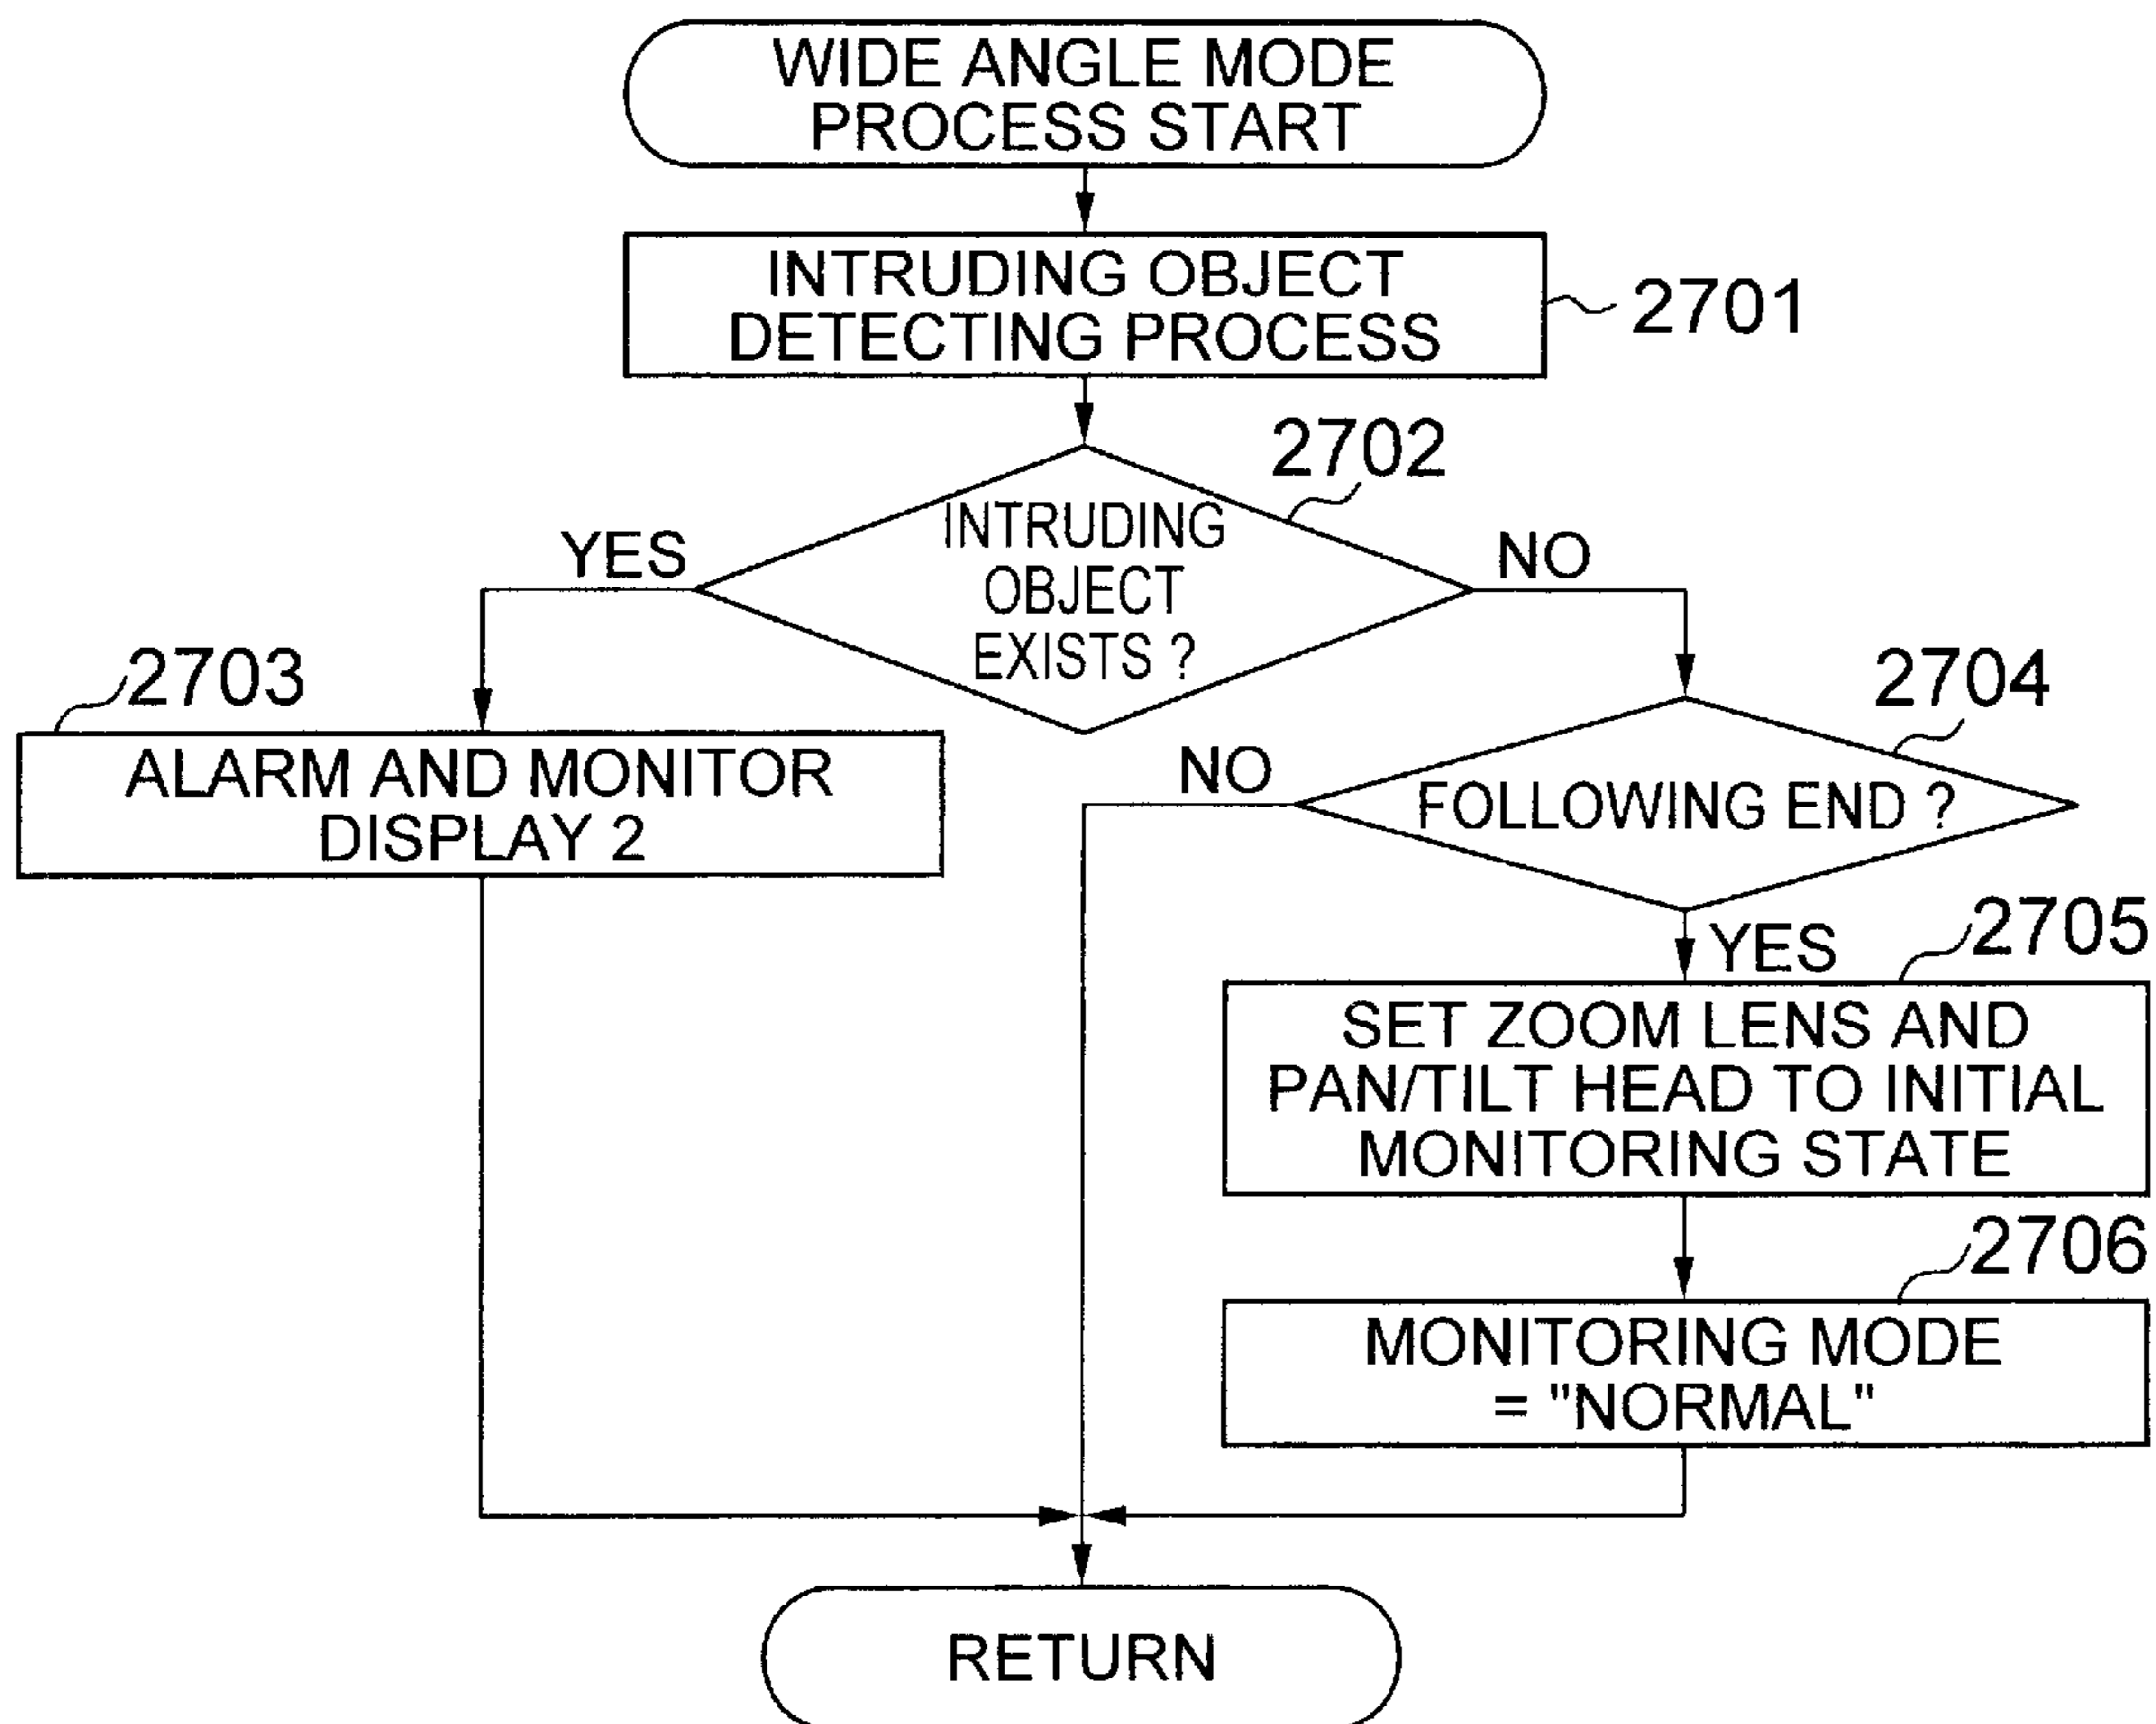 WIDE ANGLE MODE
PROCESS START
INTRUDING OBJECT
DETECTING PROCESS
2701
2702
INTRUDING
OBJECT
EXISTS ?
YES
NO
2703
ALARM AND MONITOR
DISPLAY 2
2704
FOLLOWING END ?
NO
YES
2705
SET ZOOM LENS AND
PAN/TILT HEAD TO INITIAL
MONITORING STATE
2706
MONITORING MODE
= "NORMAL"
RETURN